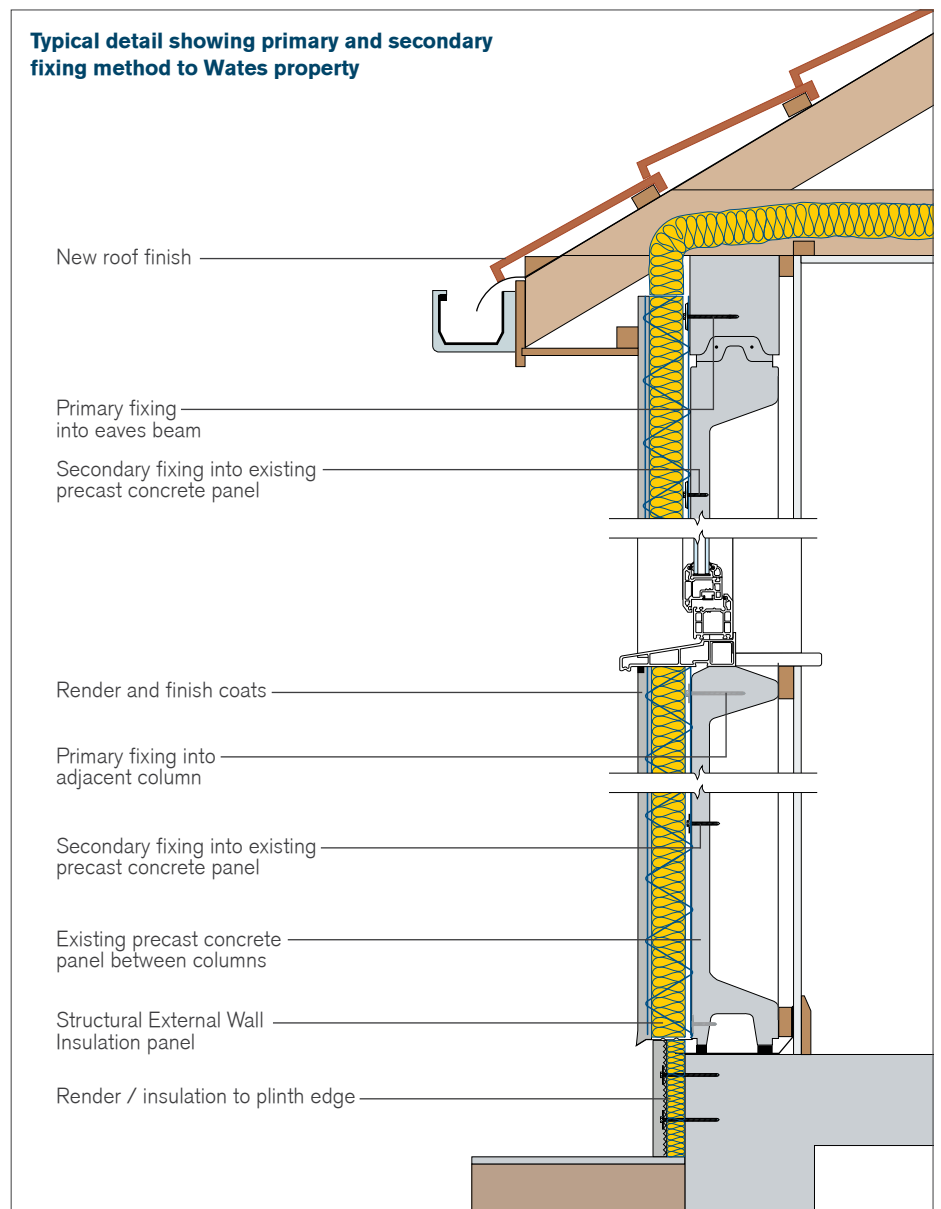 Typical detail showing primary and secondary
fixing method to Wates property
New roof finish
Primary fixing
into eaves beam
Secondary fixing into existing
precast concrete panel
Render and finish coats
Primary fixing into
adjacent column
Secondary fixing into existing
precast concrete panel
Existing precast concrete
panel between columns
Structural External Wall
Insulation panel
Render / insulation to plinth edge